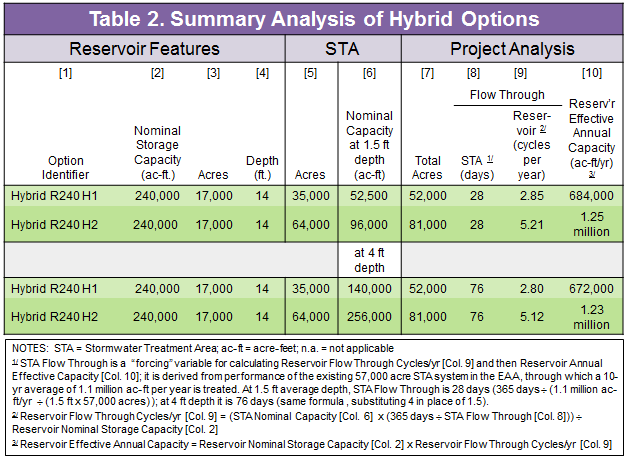 Table 2. Summary Analysis of Hybrid Options
Reservoir Features STA Project Analysis
[1] [2] [3] [4] [5] [6] [7] [8] [9] [10]
Option Identifier
Nominal Storage Capacity (ac-ft.)
Acres
Depth (ft.)
Acres
Nominal Capacity at 1.5 ft depth (ac-ft)
Total Acres
Flow Through
STA 1/ (days)
Reser-voir 2/ (cycles per year)
Reserv'r Effective Annual Capacity (ac-ft/yr) 3/
Hybrid R240 H1 240,000 17,000 14 35,000 52,500 52,000 28 2.85 684,000
Hybrid R240 H2 240,000 17,000 14 64,000 96,000 81,000 28 5.21 1.25 million
at 4 ft depth
Hybrid R240 H1 240,000 17,000 14 35,000 140,000 52,000 76 2.80 672,000
Hybrid R240 H2 240,000 17,000 14 64,000 256,000 81,000 76 5.12 1.23 million
NOTES: STA = Stormwater Treatment Area; ac-ft = acre-feet; n.a. = not applicable
1/ STA Flow Through is a "forcing" variable for calculating Reservoir Flow Through Cycles/yr [Col. 9] and then Reservoir Annual
Effective Capacity [Col. 10]; it is derived from performance of the existing 57,000 acre STA system in the EAA, through which a 10-
yr average of 1.1 million ac-ft per year is treated. At 1.5 ft average depth, STA Flow Through is 28 days (365 days ÷ (1.1 million ac-
ft/yr ÷ (1.5 ft x 57,000 acres)); at 4 ft depth it is 76 days (same formula, substituting 4 in place of 1.5).
2/ Reservoir Flow Through Cycles/yr [Col. 9] = (STA Nominal Capacity [Col. 6] x (365 days ÷ STA Flow Through [Col. 8])) ÷
Reservoir Nominal Storage Capacity [Col. 2]
3/ Reservoir Effective Annual Capacity = Reservoir Nominal Storage Capacity [Col. 2] x Reservoir Flow Through Cycles/yr [Col. 9]